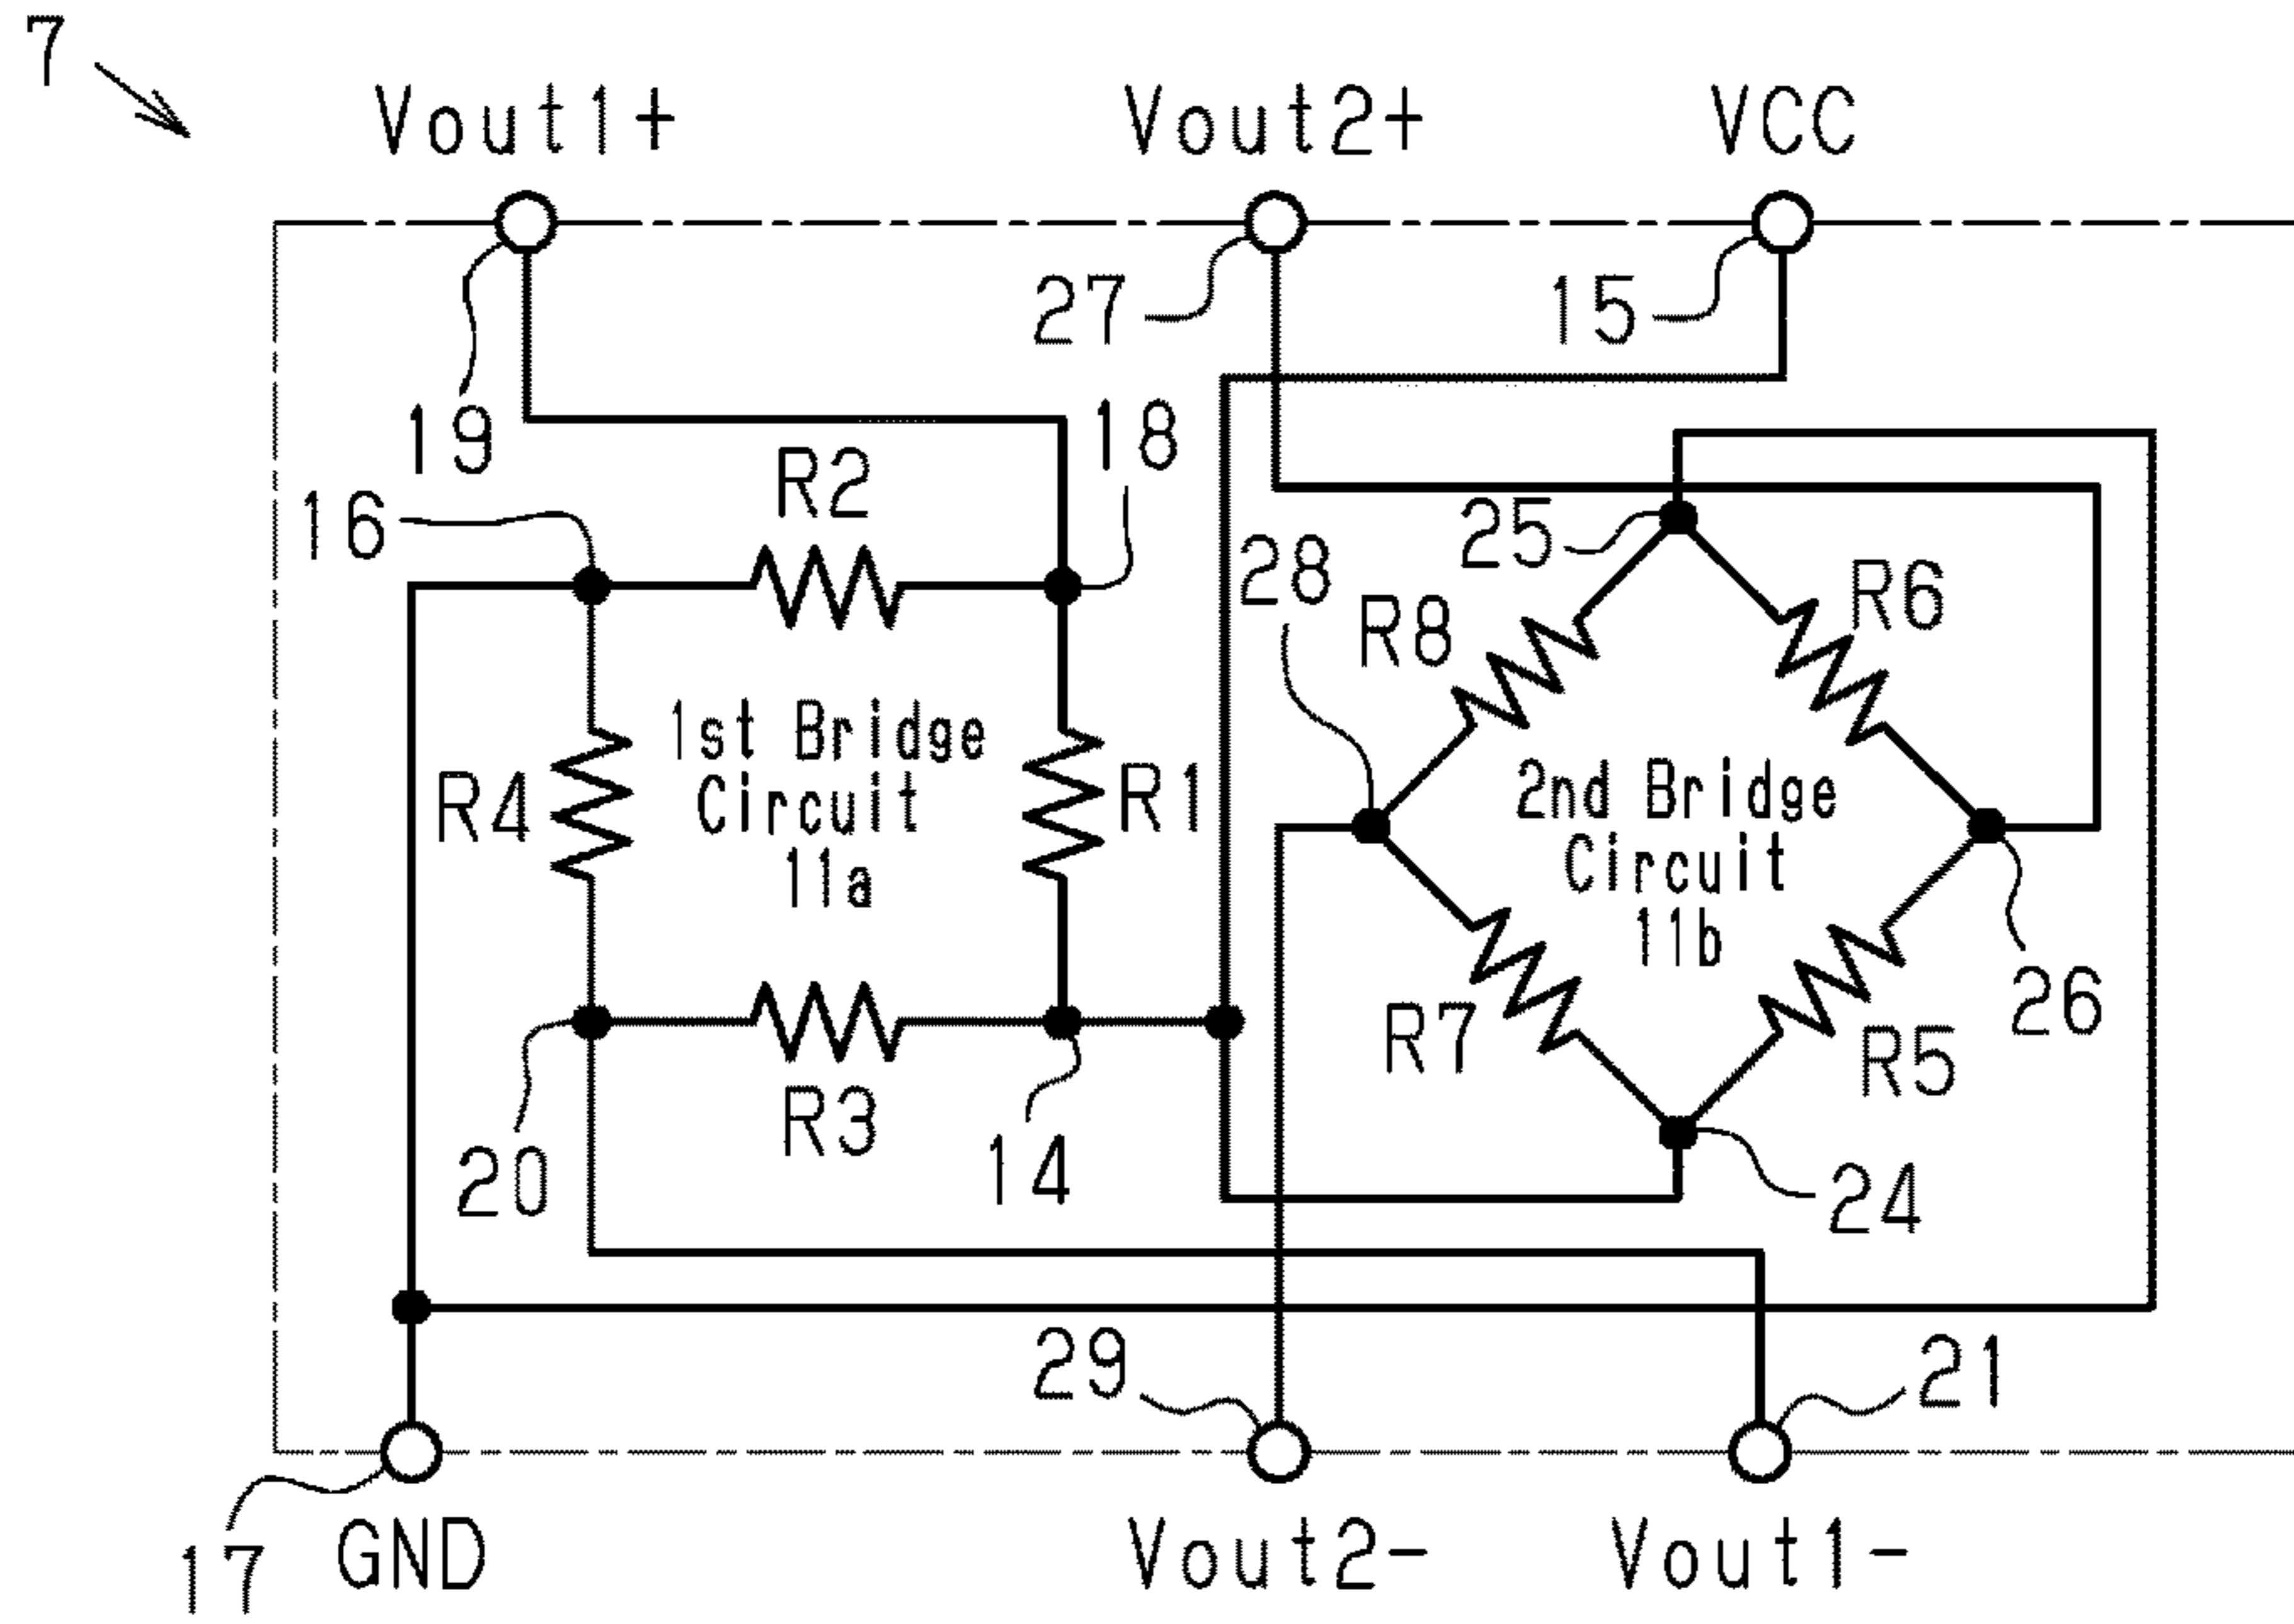 7
Vout1+
Vout2+
VCC
27
15
19
18
R2
16
25
28
R6
R8
1st Bridge
Circuit
11a
R4
R1
2nd Bridge
Circuit
11b
26
R7
R5
R3
20
14
24
29
21
17
GND
Vout2-
Vout1-